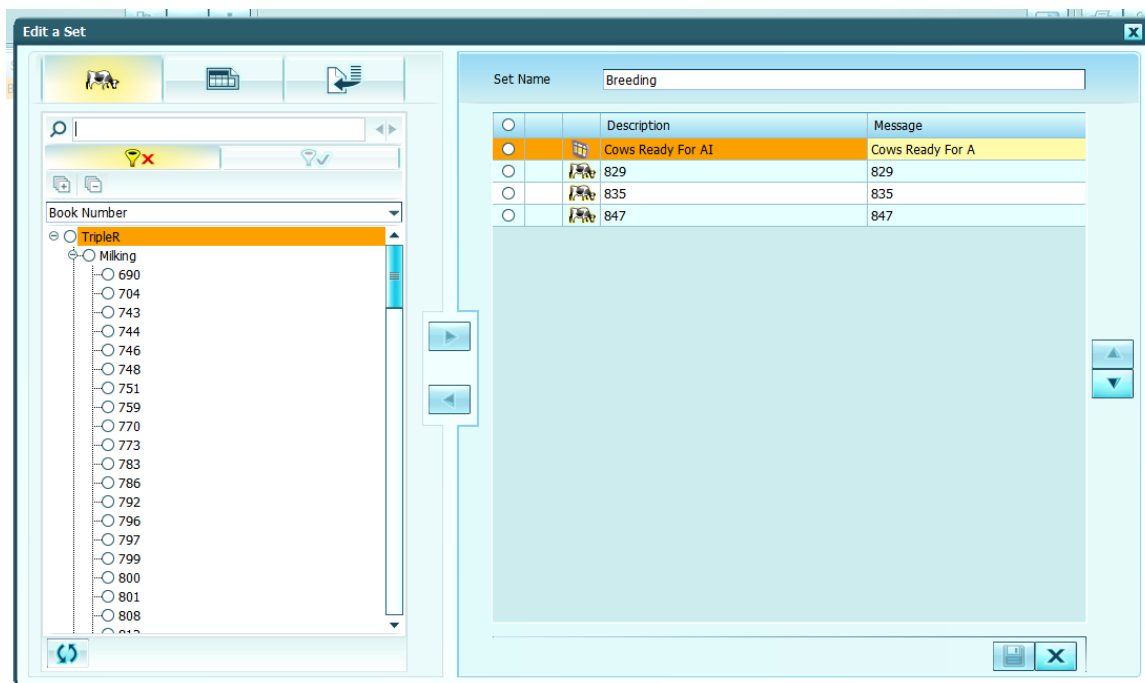 Edit a Set
Set Name
Breeding
Description Message
Cows Ready For AI Cows Ready For A
829 829
835 835
847 847
Book Number
TripleR
Milking
690
704
743
744
746
748
751
759
770
773
783
786
792
796
797
799
800
801
808